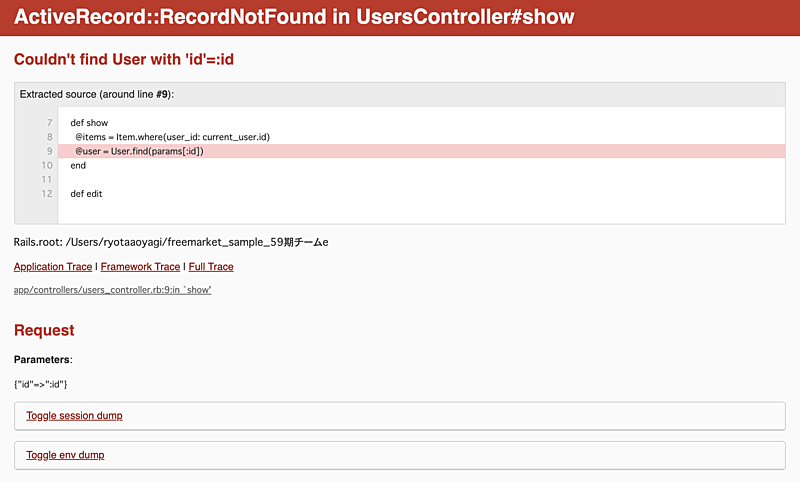 ActiveRecord::RecordNotFound in UsersController#show
Couldn't find User with 'id'=:id
Extracted source (around line #9):
7 def show
8 @items = Item.where(user_id: current_user.id)
9 @user = User.find(params[:id])
10 end
11
12 def edit
Rails.root: /Users/ryotaaoyagi/freemarket_sample_59期チームe
Application Trace | Framework Trace | Full Trace
app/controllers/users_controller.rb:9:in `show'
Request
Parameters:
{"id"=>":id"}
Toggle session dump
Toggle env dump